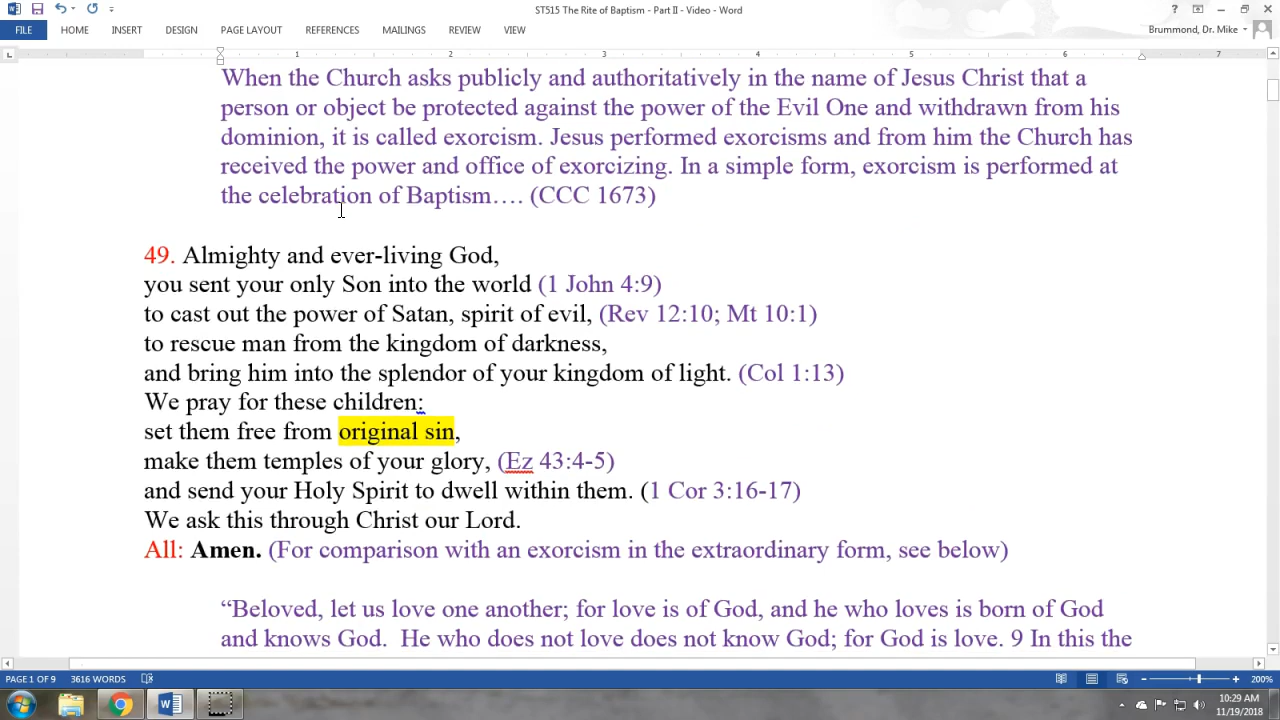 ST515 The Rite of Baptism - Part II - Video - Word
FILE HOME INSERT DESIGN PAGE LAYOUT REFERENCES MAILINGS REVIEW VIEW Brummond, Dr. Mike
1 2 3 4 5 6 7
When the Church asks publicly and authoritatively in the name of Jesus Christ that a
person or object be protected against the power of the Evil One and withdrawn from his
dominion, it is called exorcism. Jesus performed exorcisms and from him the Church has
received the power and office of exorcizing. In a simple form, exorcism is performed at
the celebration of Baptism…. (CCC 1673)
49. Almighty and ever-living God,
you sent your only Son into the world (1 John 4:9)
to cast out the power of Satan, spirit of evil, (Rev 12:10; Mt 10:1)
to rescue man from the kingdom of darkness,
and bring him into the splendor of your kingdom of light. (Col 1:13)
We pray for these children:
set them free from original sin,
make them temples of your glory, (Ez 43:4-5)
and send your Holy Spirit to dwell within them. (1 Cor 3:16-17)
We ask this through Christ our Lord.
All: Amen. (For comparison with an exorcism in the extraordinary form, see below)
“Beloved, let us love one another; for love is of God, and he who loves is born of God
and knows God.  He who does not love does not know God; for God is love. 9 In this the
PAGE 1 OF 9 3616 WORDS 200%
10:29 AM
11/19/2018